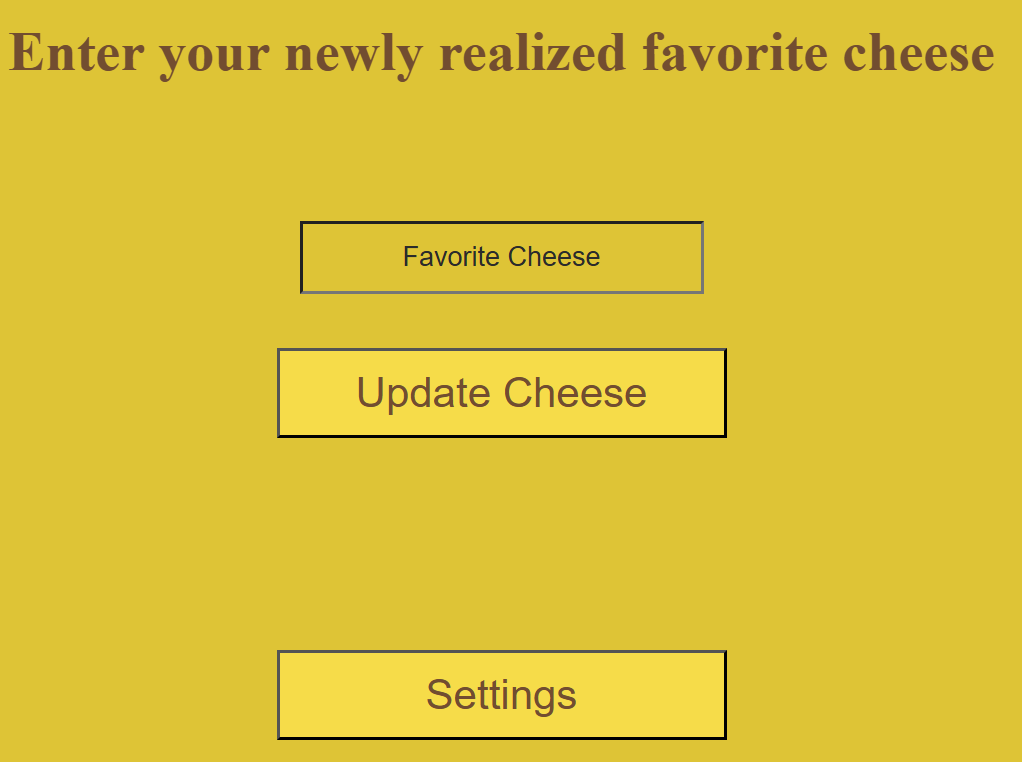 Enter your newly realized favorite cheese
Favorite Cheese
Update Cheese
Settings